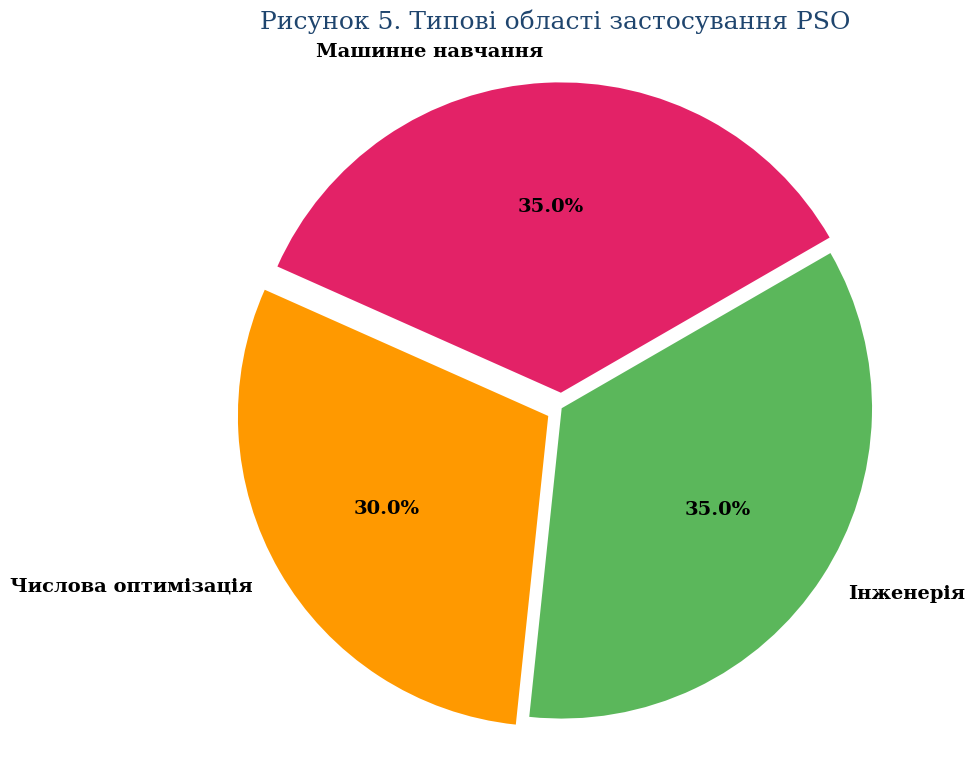 Рисунок 5. Типові області застосування PSO
Машинне навчання
35.0%
30.0%
35.0%
Числова оптимізація
Інженерія